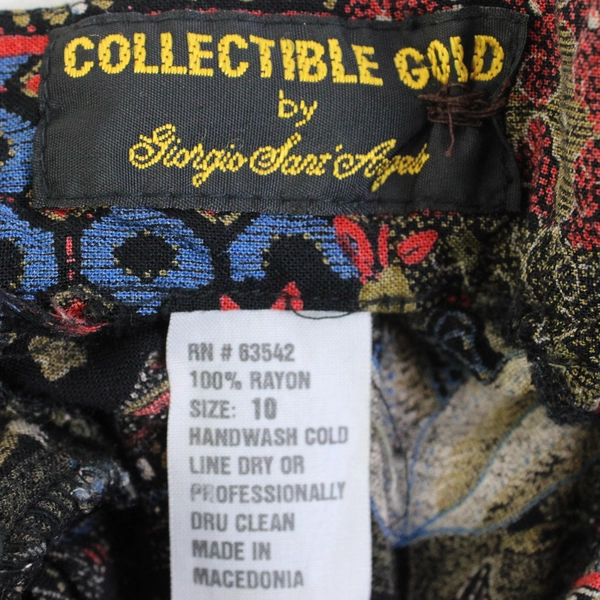 COLLECTIBLE GOLD
by
Giorgio Sant'Angelo
RN # 63542
100% RAYON
SIZE: 10
HANDWASH COLD
LINE DRY OR
PROFESSIONALLY
DRU CLEAN
MADE IN
MACEDONIA